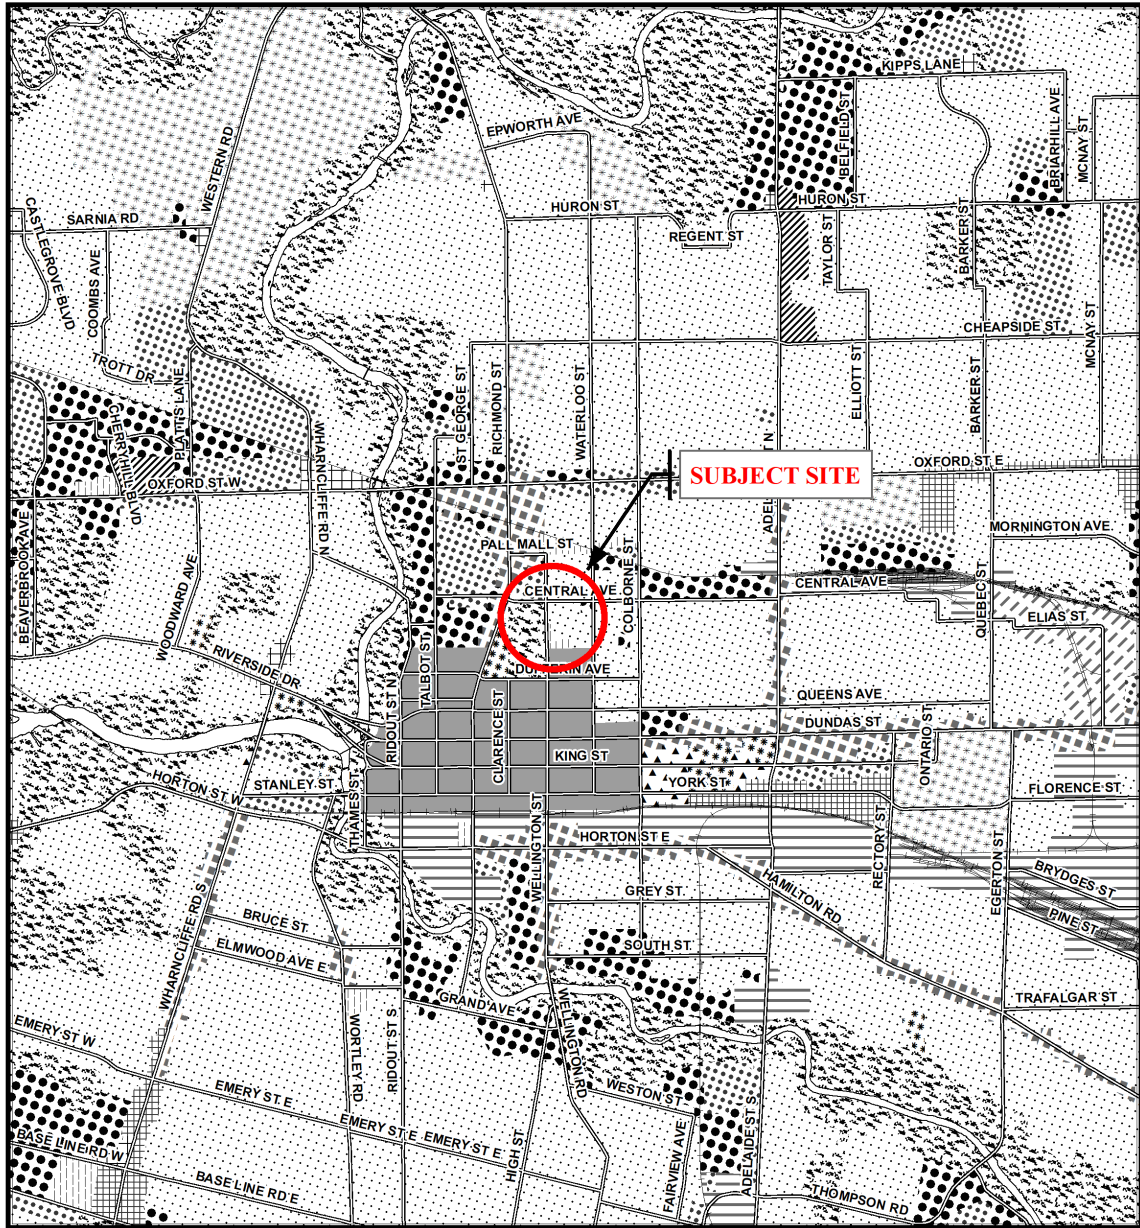 KIPPS LANE
EPWORTH AVE
BELFIELD ST
BRIARHILL AVE
MCNAY ST
WESTERN RD
CASTLEGROVE BLVD
SARNIA RD
HURON ST
HURON ST
REGENT ST
TAYLOR ST
BARKER ST
COOMBS AVE
CHEAPSIDE ST
MCNAY ST
TROTT DR
PLATTS LANE
ST GEORGE ST
RICHMOND ST
WATERLOO ST
ELLIOTT ST
BARKER ST
CHERRYHILL BLVD
WHARNCLIFFE RD N
OXFORD ST W
OXFORD ST E
SUBJECT SITE
BEAVERBROOK AVE
MORNINGTON AVE
PALL MALL ST
COLBORNE ST
WOODWARD AVE
CENTRAL AVE
CENTRAL AVE
QUEBEC ST
ELIAS ST
RIVERSIDE DR
TALBOT ST
DUFFERIN AVE
RIDOUT ST N
CLARENCE ST
QUEENS AVE
DUNDAS ST
ONTARIO ST
KING ST
HORTON ST W
STANLEY ST
YORK ST
FLORENCE ST
THAMES ST
WELLINGTON ST
HORTON ST E
RECTORY ST
EGERTON ST
BRYDGES ST
GREY ST
HAMILTON RD
PINE ST
WHARNCLIFFE RD S
BRUCE ST
ELMWOOD AVE E
SOUTH ST
GRAND AVE
TRAFALGAR ST
EMERY ST W
WORTLEY RD
RIDOUT ST S
WELLINGTON RD
EMERY ST E
WESTON ST
EMERY ST E
EMERY ST E
HIGH ST
FAIRVIEW AVE
ADELAIDE ST S
BASE LINE RD W
BASE LINE RD E
THOMPSON RD